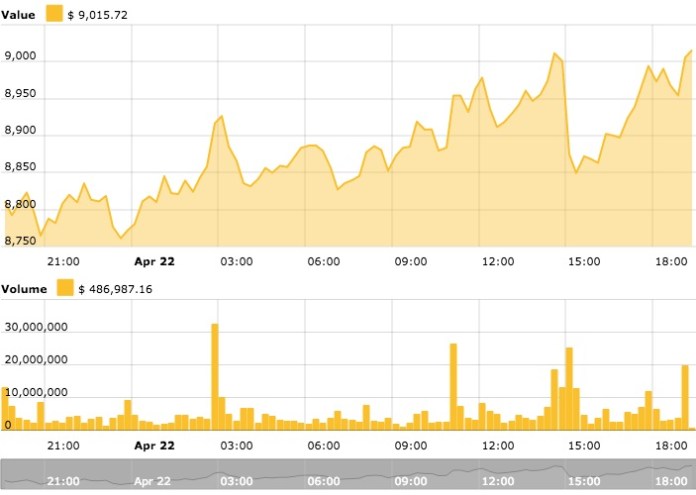 Value $ 9,015.72
9,000
8,950
8,900
8,850
8,800
8,750
21:00 Apr 22 03:00 06:00 09:00 12:00 15:00 18:00
Volume $ 486,987.16
30,000,000
20,000,000
10,000,000
0
21:00 Apr 22 03:00 06:00 09:00 12:00 15:00 18:00
21:00 Apr 22 03:00 06:00 09:00 12:00 15:00 18:00